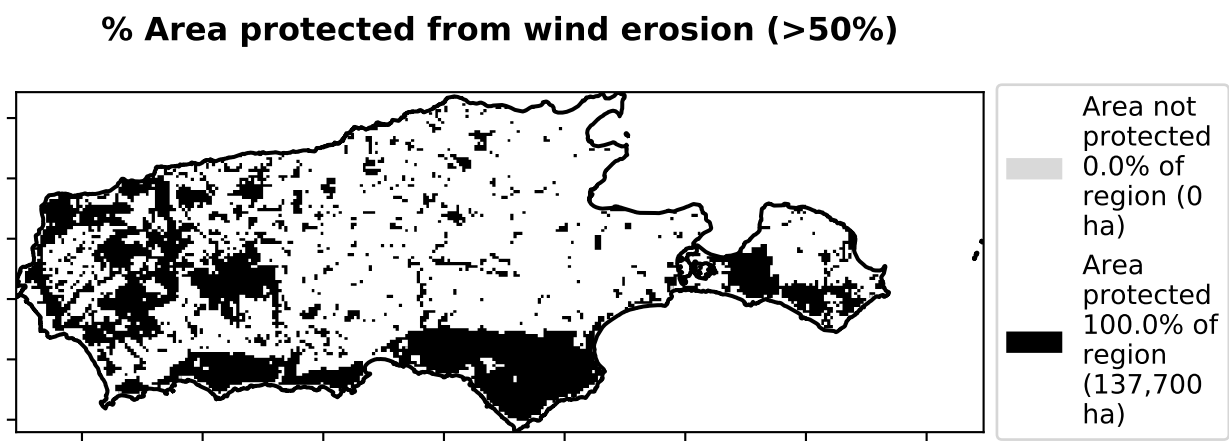 % Area protected from wind erosion (>50%)
Area not
protected
0.0% of
region (0
ha)
Area
protected
100.0% of
region
(137,700
ha)